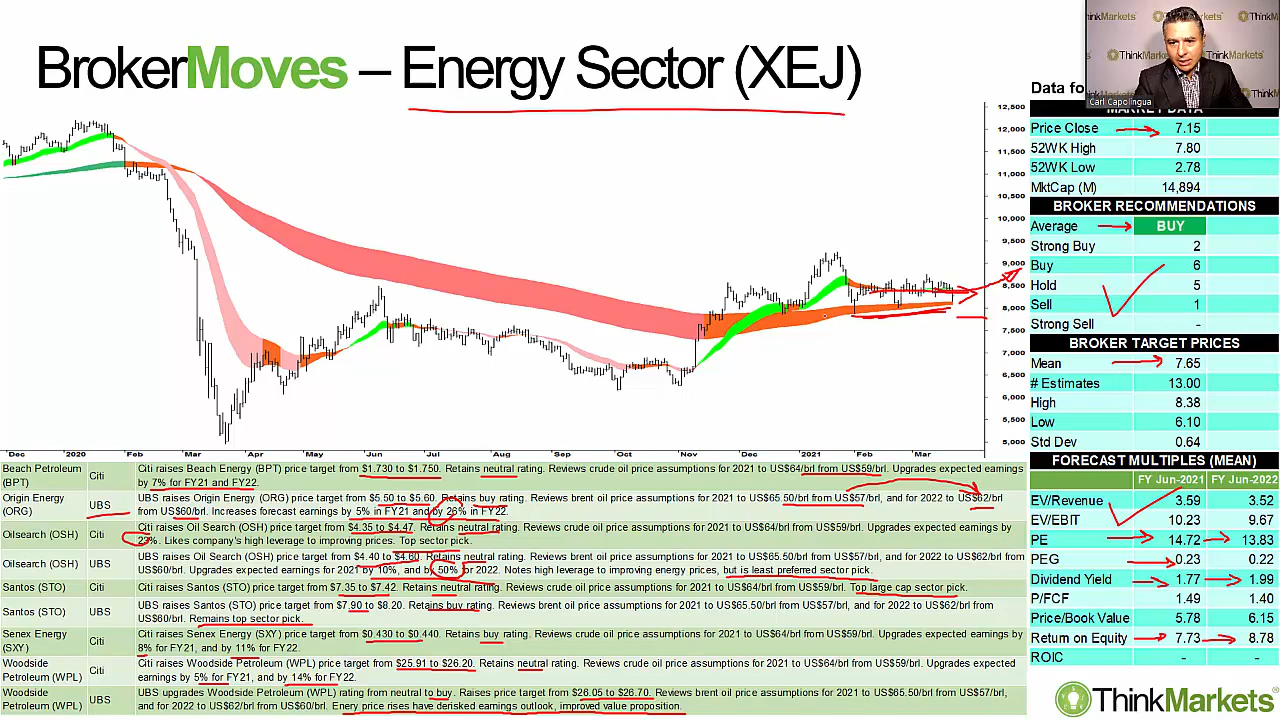 BrokerMoves – Energy Sector (XEJ)
ThinkMarkets
ThinkMarkets
Carl Capolingua
Data fo
12,500
12,000
11,500
11,000
10,500
10,000
9,500
9,000
8,500
8,000
7,500
7,000
6,500
6,000
5,500
5,000
Dec 2020 Feb Mar Apr May Jun Jul Aug Sep Oct Nov Dec 2021 Feb Mar
MARKET DATA
Price Close 7.15
52WK High 7.80
52WK Low 2.78
MktCap (M) 14,894
BROKER RECOMMENDATIONS
Average BUY
Strong Buy 2
Buy 6
Hold 5
Sell 1
Strong Sell -
BROKER TARGET PRICES
Mean 7.65
# Estimates 13.00
High 8.38
Low 6.10
Std Dev 0.64
FORECAST MULTIPLES (MEAN)
FY Jun-2021 FY Jun-2022
EV/Revenue 3.59 3.52
EV/EBIT 10.23 9.67
PE 14.72 13.83
PEG 0.23 0.22
Dividend Yield 1.77 1.99
P/FCF 1.49 1.40
Price/Book Value 5.78 6.15
Return on Equity 7.73 8.78
ROIC - -
Beach Petroleum (BPT) Citi Citi raises Beach Energy (BPT) price target from $1.730 to $1.750. Retains neutral rating. Reviews crude oil price assumptions for 2021 to US$64/brl from US$59/brl. Upgrades expected earnings
by 7% for FY21 and FY22.
Origin Energy (ORG) UBS UBS raises Origin Energy (ORG) price target from $5.50 to $5.60. Retains buy rating. Reviews brent oil price assumptions for 2021 to US$65.50/brl from US$57/brl, and for 2022 to US$62/brl
from US$60/brl. Increases forecast earnings by 5% in FY21 and by 26% in FY22.
Oilsearch (OSH) Citi Citi raises Oil Search (OSH) price target from $4.35 to $4.47. Retains neutral rating. Reviews crude oil price assumptions for 2021 to US$64/brl from US$59/brl. Upgrades expected earnings by
23%. Likes company's high leverage to improving prices. Top sector pick.
Oilsearch (OSH) UBS UBS raises Oil Search (OSH) price target from $4.40 to $4.60. Retains neutral rating. Reviews brent oil price assumptions for 2021 to US$65.50/brl from US$57/brl, and for 2022 to US$62/brl from
US$60/brl. Upgrades expected earnings for 2021 by 10%, and by 50% for 2022. Notes high leverage to improving energy prices, but is least preferred sector pick.
Santos (STO) Citi Citi raises Santos (STO) price target from $7.35 to $7.42. Retains neutral rating. Reviews crude oil price assumptions for 2021 to US$64/brl from US$59/brl. Top large cap sector pick.
Santos (STO) UBS UBS raises Santos (STO) price target from $7.90 to $8.20. Retains buy rating. Reviews brent oil price assumptions for 2021 to US$65.50/brl from US$57/brl, and for 2022 to US$62/brl from
US$60/brl. Remains top sector pick.
Senex Energy (SXY) Citi Citi raises Senex Energy (SXY) price target from $0.430 to $0.440. Retains buy rating. Reviews crude oil price assumptions for 2021 to US$64/brl from US$59/brl. Upgrades expected earnings by
8% for FY21, and by 11% for FY22.
Woodside Petroleum (WPL) Citi Citi raises Woodside Petroleum (WPL) price target from $25.91 to $26.20. Retains neutral rating. Reviews crude oil price assumptions for 2021 to US$64/brl from US$59/brl. Upgrades expected
earnings by 5% for FY21, and by 14% for FY22.
Woodside Petroleum (WPL) UBS UBS upgrades Woodside Petroleum (WPL) rating from neutral to buy. Raises price target from $26.05 to $26.70. Reviews brent oil price assumptions for 2021 to US$65.50/brl from US$57/brl,
and for 2022 to US$62/brl from US$60/brl. Enery price rises have derisked earnings outlook, improved value proposition.
ThinkMarkets